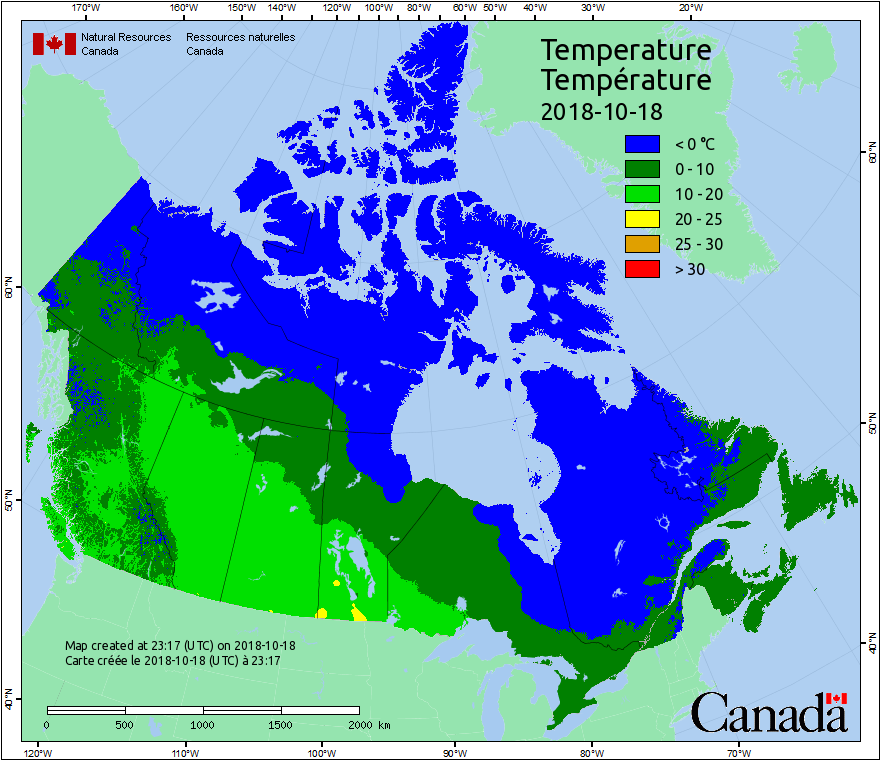 170°W 160°W 150°W 140°W 120°W 100°W 80°W 60°W 50°W 40°W 30°W 20°W
Natural Resources Ressources naturelles
Canada Canada
Temperature
Température
2018-10-18
< 0 °C
0 - 10
10 - 20
20 - 25
25 - 30
> 30
60°N
50°N
40°N
60°N
50°N
40°N
Map created at 23:17 (UTC) on 2018-10-18
Carte créée le 2018-10-18 (UTC) à 23:17
0 500 1000 1500 2000 km
Canada
120°W 110°W 100°W 90°W 80°W 70°W